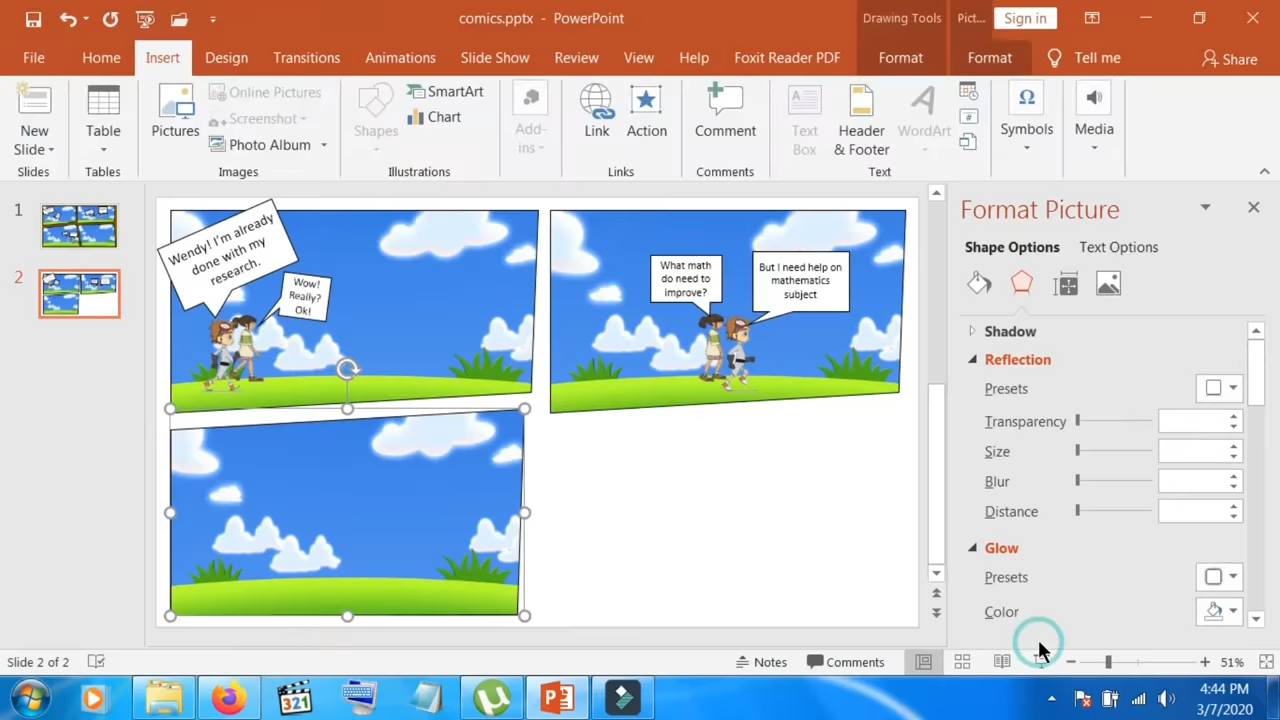 comics.pptx - PowerPoint
Drawing Tools
Pict...
Sign in
File
Home
Insert
Design
Transitions
Animations
Slide Show
Review
View
Help
Foxit Reader PDF
Format
Format
Tell me
Share
New
Slide
Slides
Table
Tables
Pictures
Online Pictures
Screenshot
Photo Album
Images
Shapes
SmartArt
Chart
Illustrations
Add-
ins
Link
Action
Links
Comment
Comments
Text
Box
Header
& Footer
WordArt
Text
Symbols
Media
1
2
Wendy! I'm already
done with my
research.
Wow!
Really?
Ok!
What math
do need to
improve?
But I need help on
mathematics
subject
Format Picture
Shape Options
Text Options
Shadow
Reflection
Presets
Transparency
Size
Blur
Distance
Glow
Presets
Color
Slide 2 of 2
Notes
Comments
51%
321
4:44 PM
3/7/2020